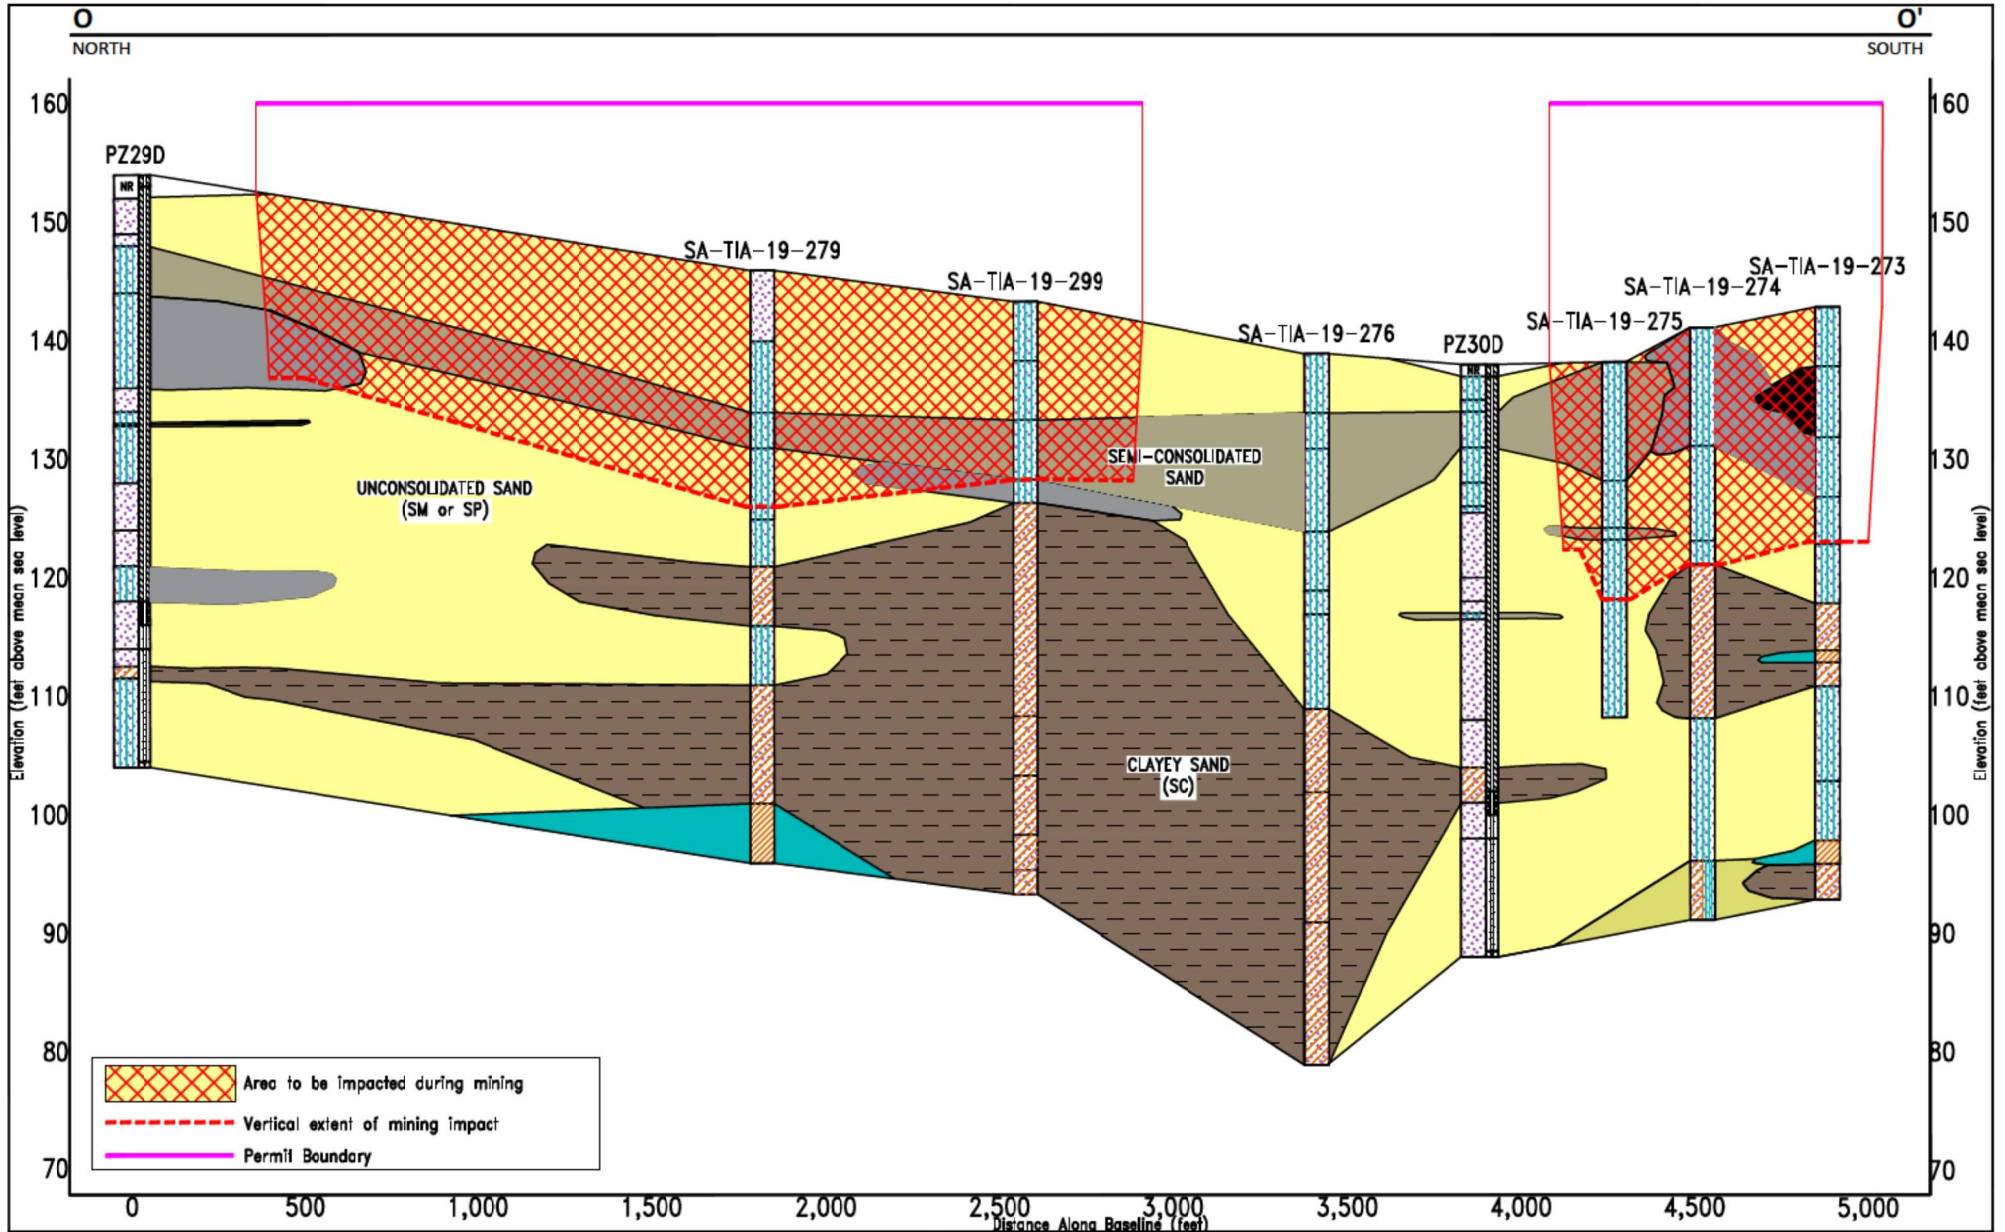 O O'
NORTH SOUTH
160 160
PZ29D
NR
150 150
SA-TIA-19-279
SA-TIA-19-273
SA-TIA-19-299
SA-TIA-19-274
140 140
SA-TIA-19-275
SA-TIA-19-276
PZ30D
NR
130 130
SEMI-CONSOLIDATED
SAND
UNCONSOLIDATED SAND
(SM or SP)
120 120
110 110
Elevation (feet above mean sea level)
Elevation (feet above mean sea level)
CLAYEY SAND
(SC)
100 100
90 90
80 80
Area to be impacted during mining
Vertical extent of mining impact
Permit Boundary
70 70
0 500 1,000 1,500 2,000 2,500 3,000 3,500 4,000 4,500 5,000
Distance Along Baseline (feet)